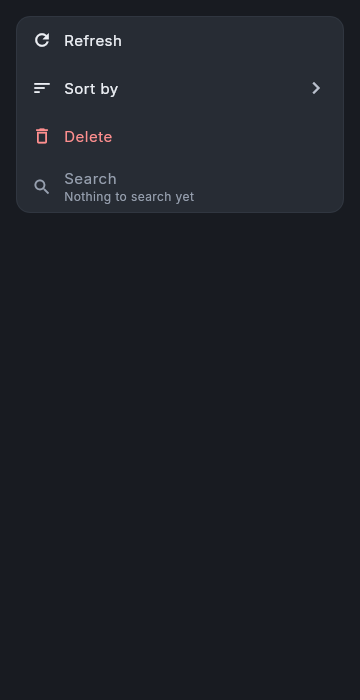 Refresh
Sort by
Delete
Search
Nothing to search yet